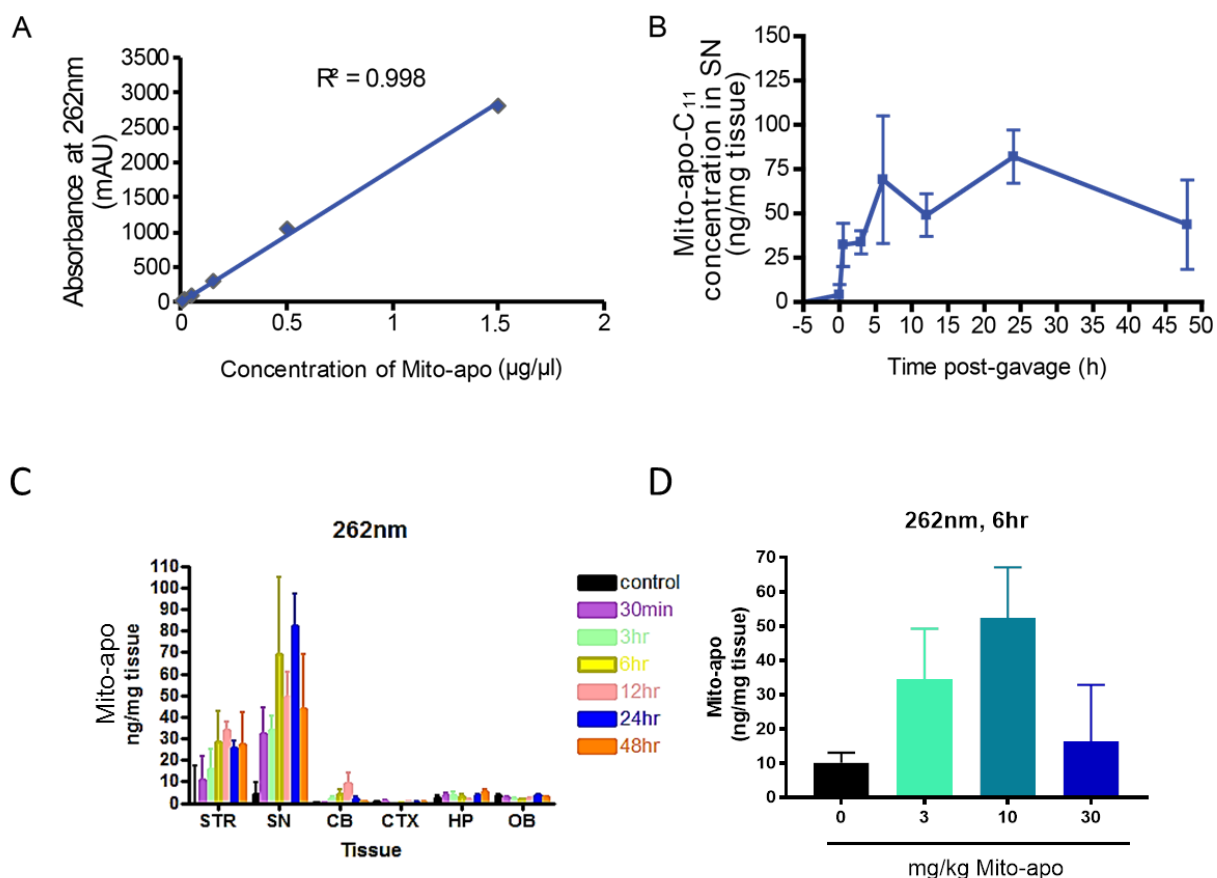 A
Absorbance at 262nm
(mAU)
3500
3000
2500
2000
1500
1000
500
0
R² = 0.998
0
0.5
1
1.5
2
Concentration of Mito-apo (µg/µl)
B
Mito-apo-C₁₁
concentration in SN
(ng/mg tissue)
150
125
100
75
50
25
0
-5 0 5 10 15 20 25 30 35 40 45 50
Time post-gavage (h)
C
262nm
Mito-apo
ng/mg tissue
110
100
90
80
70
60
50
40
30
20
10
0
STR SN CB CTX HP OB
Tissue
control
30min
3hr
6hr
12hr
24hr
48hr
D
262nm, 6hr
Mito-apo
(ng/mg tissue)
70
60
50
40
30
20
10
0
0 3 10 30
mg/kg Mito-apo